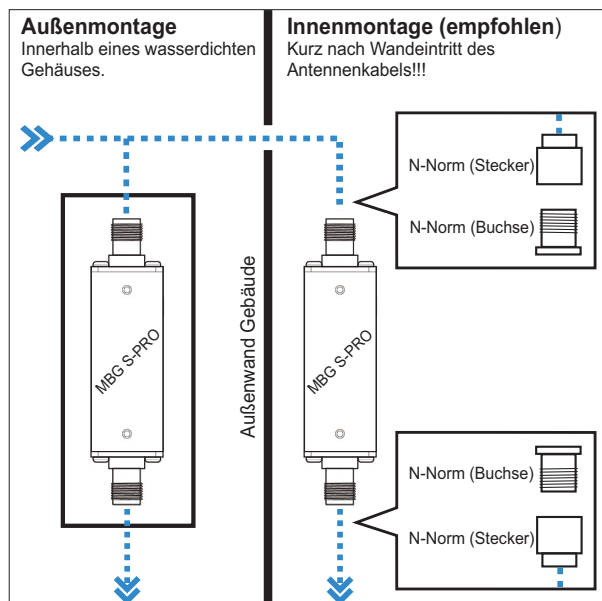 Außenmontage
Innerhalb eines wasserdichten
Gehäuses.
Innenmontage (empfohlen)
Kurz nach Wandeintritt des
Antennenkabels!!!
N-Norm (Stecker)
N-Norm (Buchse)
MBG S-PRO
Außenwand Gebäude
MBG S-PRO
N-Norm (Buchse)
N-Norm (Stecker)